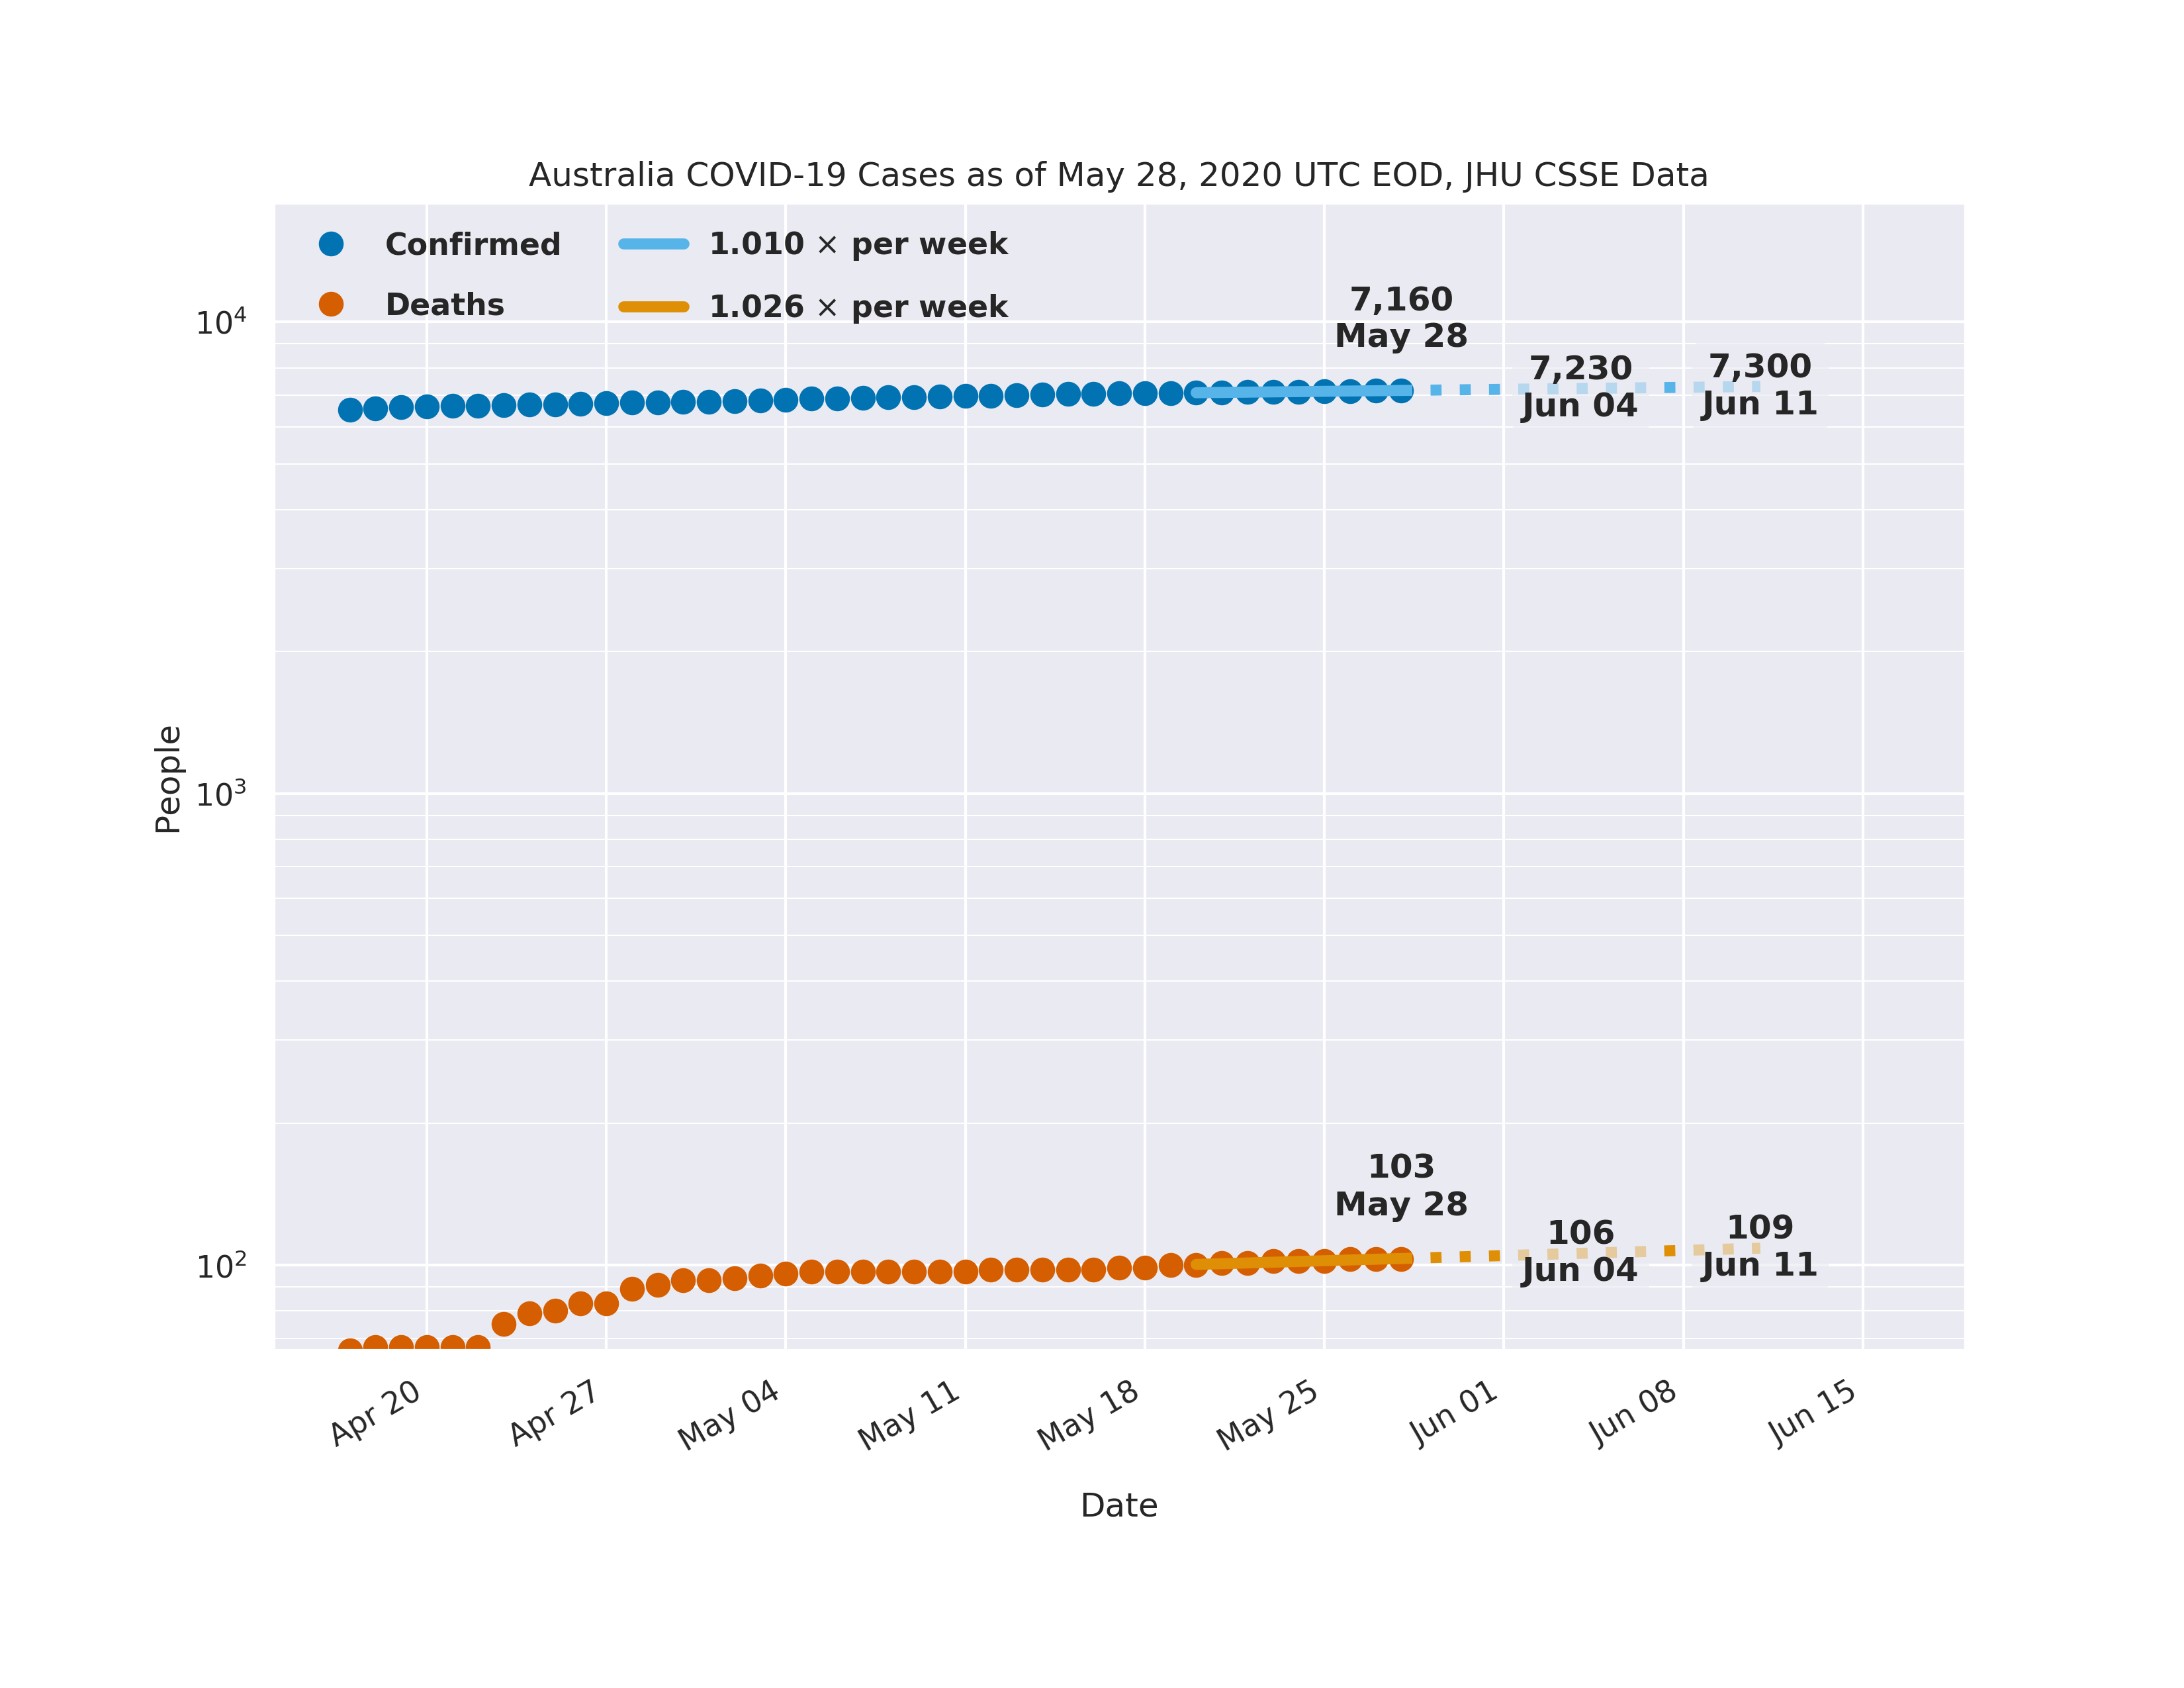 Australia COVID-19 Cases as of May 28, 2020 UTC EOD, JHU CSSE Data
Confirmed
Deaths
1.010 × per week
1.026 × per week
7,160
May 28
7,230
Jun 04
7,300
Jun 11
103
May 28
106
Jun 04
109
Jun 11
People
10⁴
10³
10²
Apr 20
Apr 27
May 04
May 11
May 18
May 25
Jun 01
Jun 08
Jun 15
Date